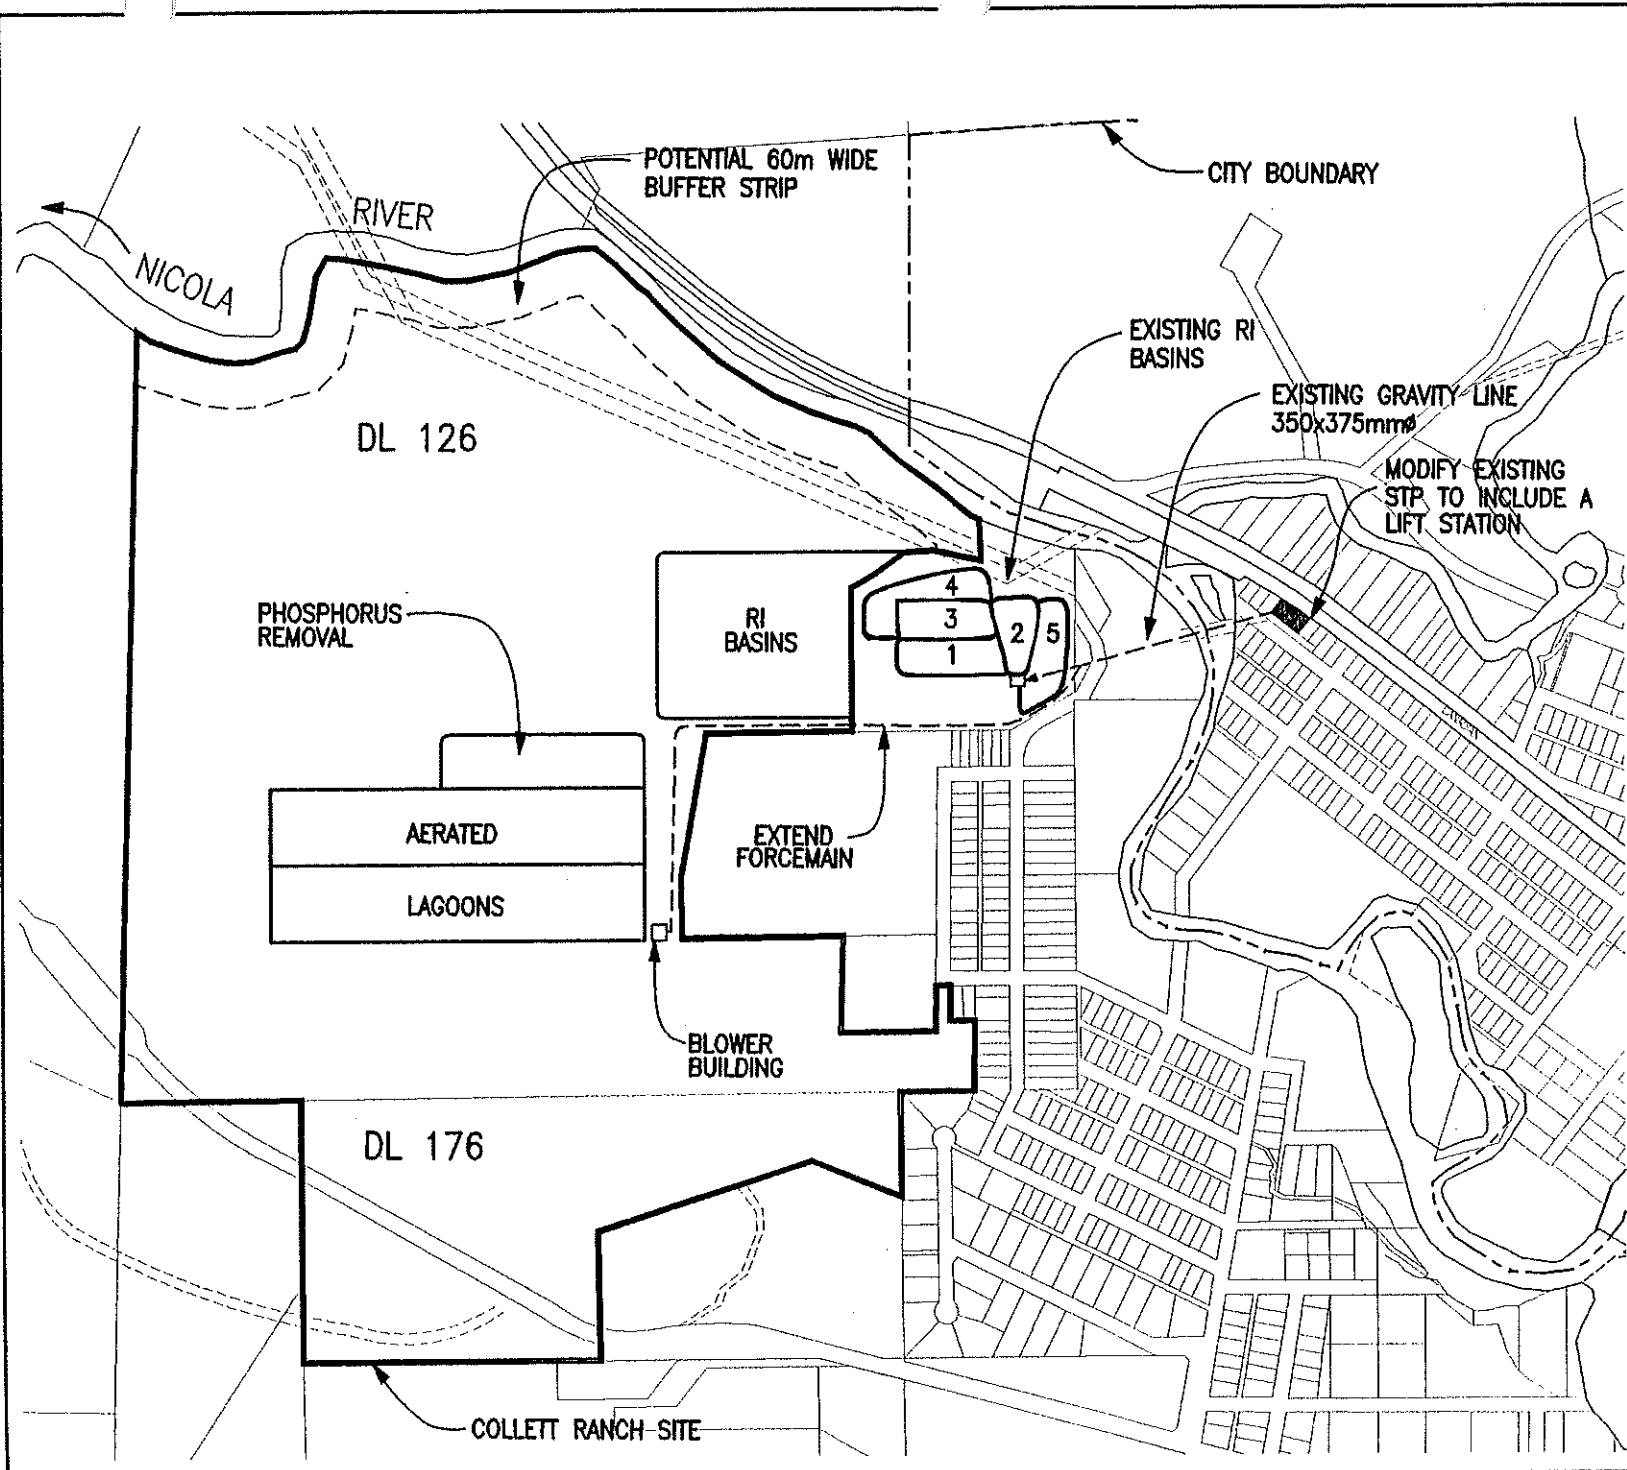 POTENTIAL 60m WIDE
BUFFER STRIP
CITY BOUNDARY
RIVER
NICOLA
EXISTING RI
BASINS
EXISTING GRAVITY LINE
350x375mmø
DL 126
MODIFY EXISTING
STP TO INCLUDE A
LIFT STATION
4
3
2
5
1
RI
BASINS
PHOSPHORUS
REMOVAL
AERATED
LAGOONS
EXTEND
FORCEMAIN
BLOWER
BUILDING
DL 176
COLLETT RANCH SITE